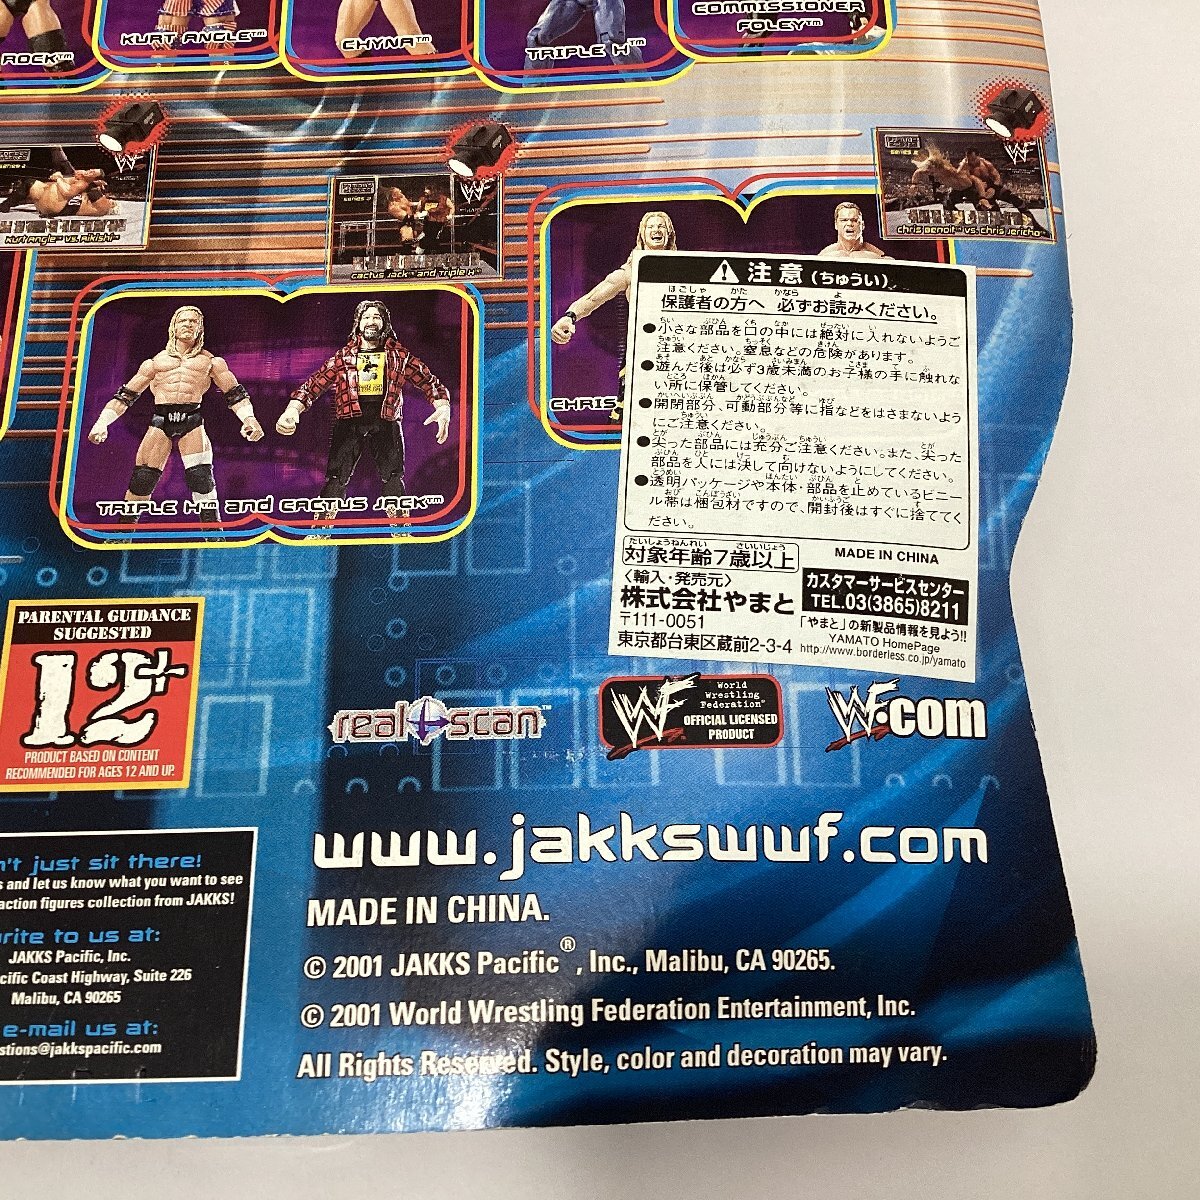 ROCK™
KURT ANGLE™
CHYNA™
TRIPLE H™
COMMISSIONER
FOLEY™
Kurt Angle™ vs. Rikishi™
SERIES 2
Cactus Jack™ and Triple H™
SERIES 2
Chris Benoit™ vs. Chris Jericho™
TRIPLE H™ and CACTUS JACK™
CHRIS
注意(ちゅうい)
保護者の方へ 必ずお読みください。
●小さな部品を口の中には絶対に入れないようご
注意ください。窒息などの危険があります。
●遊んだ後は必ず3歳未満のお子様の手に触れな
い所に保管してください。
●開閉部分、可動部分等に指などをはさまないよう
にご注意ください。
●尖った部品には充分ご注意ください。また、尖った
部品を人には決して向けないようにしてください。
●透明パッケージや本体・部品を止めているビニー
ル帯は梱包材ですので、開封後はすぐに捨ててく
ださい。
対象年齢7歳以上
MADE IN CHINA
〈輸入・発売元〉
株式会社やまと
〒111-0051
東京都台東区蔵前2-3-4
カスタマーサービスセンター
TEL.03(3865)8211
「やまと」の新製品情報を見よう!!
YAMATO HomePage
http://www.borderless.co.jp/yamato
PARENTAL GUIDANCE
SUGGESTED
12+
PRODUCT BASED ON CONTENT
RECOMMENDED FOR AGES 12 AND UP.
real scan™
World
Wrestling
Federation™
OFFICIAL LICENSED
PRODUCT
WF.com
www.jakkswwf.com
MADE IN CHINA.
© 2001 JAKKS Pacific®, Inc., Malibu, CA 90265.
© 2001 World Wrestling Federation Entertainment, Inc.
All Rights Reserved. Style, color and decoration may vary.
n't just sit there!
s and let us know what you want to see
action figures collection from JAKKS!
rite to us at:
JAKKS Pacific, Inc.
cific Coast Highway, Suite 226
Malibu, CA 90265
e-mail us at:
stions@jakkspacific.com